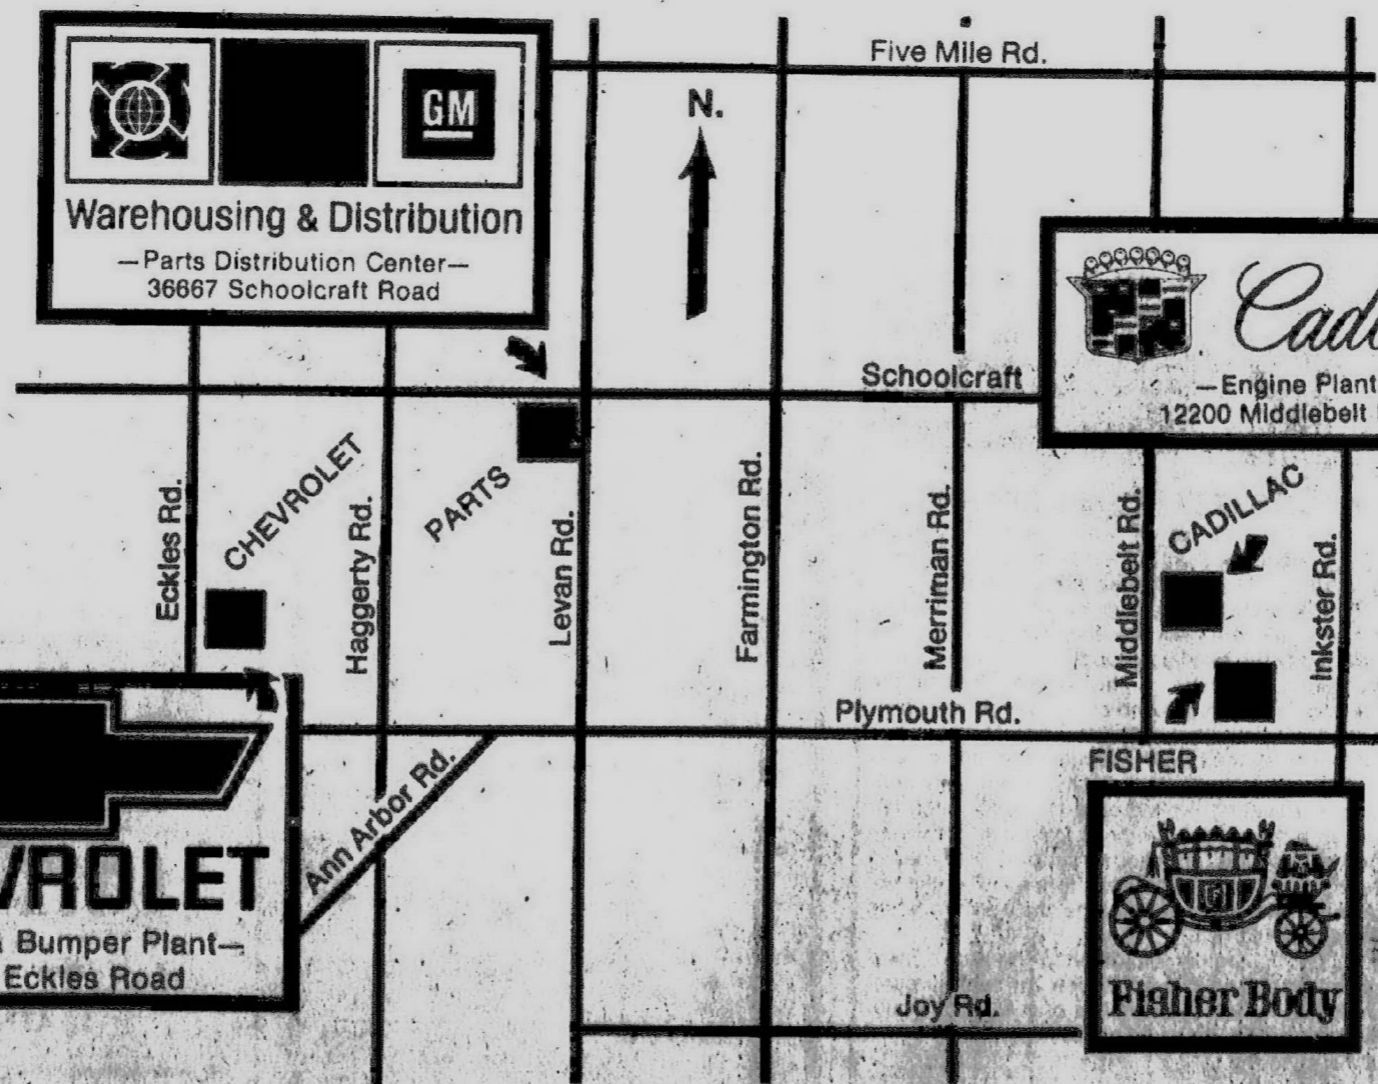 Five Mile Rd.
N.
GM
Warehousing & Distribution
—Parts Distribution Center—
36667 Schoolcraft Road
Schoolcraft
—Engine Plant
12200 Middlebelt
CHEVROLET
PARTS
CADILLAC
Eckles Rd.
Haggerty Rd.
Levan Rd.
Farmington Rd.
Merriman Rd.
Middlebelt Rd.
Inkster Rd.
Plymouth Rd.
FISHER
Ann Arbor Rd.
VROLET
Bumper Plant—
Eckles Road
Joy Rd.
Fisher Body